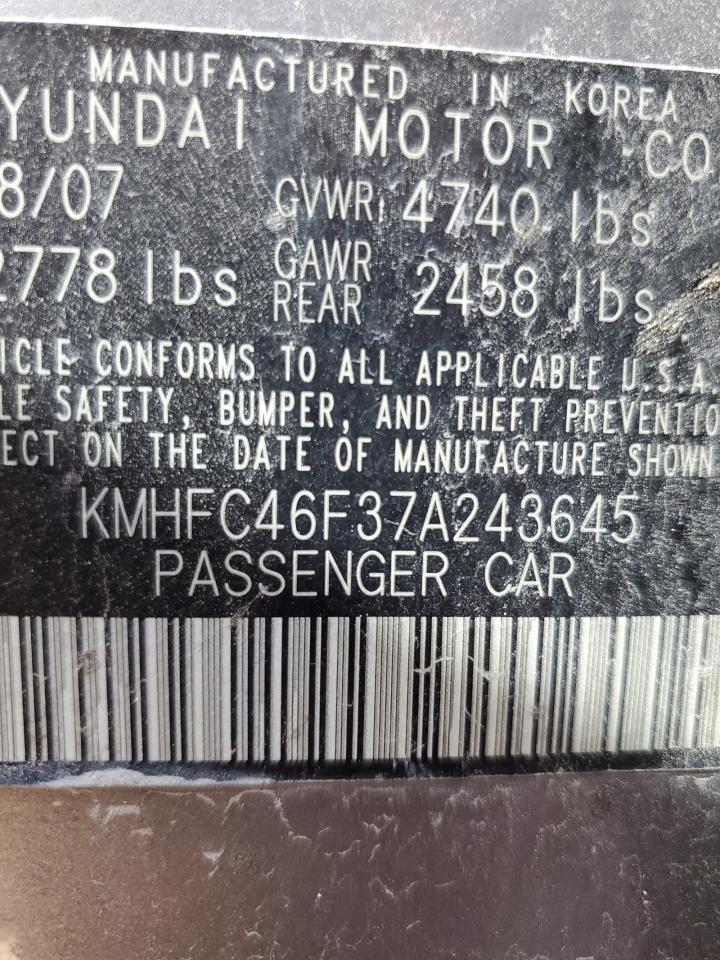 MANUFACTURED IN KOREA
YUNDAI MOTOR CO
8/07 GVWR 4740 lbs
2778 lbs GAWR REAR 2458 lbs
ICLE CONFORMS TO ALL APPLICABLE U.S.A.
LE SAFETY, BUMPER, AND THEFT PREVENTIO
ECT ON THE DATE OF MANUFACTURE SHOWN
KMHFC46F37A243645
PASSENGER CAR